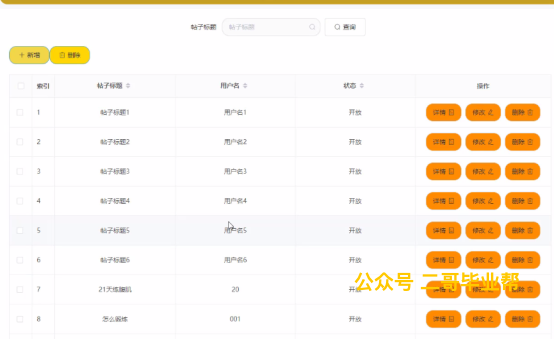 帖子标题 帖子标题 查询
+ 新增 删除
索引 帖子标题 用户名 状态 操作
1 帖子标题1 用户名1 开放 详情 修改 删除
2 帖子标题2 用户名2 开放 详情 修改 删除
3 帖子标题3 用户名3 开放 详情 修改 删除
4 帖子标题4 用户名4 开放 详情 修改 删除
5 帖子标题5 用户名5 开放 详情 修改 删除
6 帖子标题6 用户名6 开放 详情 修改 删除
公众号 二哥毕业帮
7 21天练腿肌 20 开放 详情 修改 删除
8 怎么锻练 001 开放 详情 修改 删除